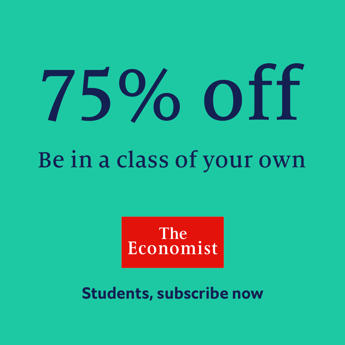 75% off
Be in a class of your own
The
Economist
Students, subscribe now